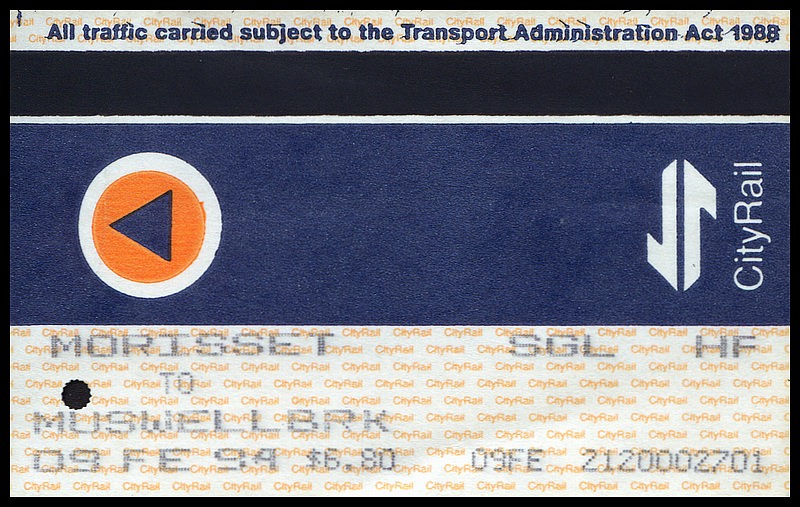 All traffic carried subject to the Transport Administration Act 1988
CityRail
MORISSET SGL HF
TO
MUSWELLBRK
09 FE 94 $6.80 09FE 2120002701